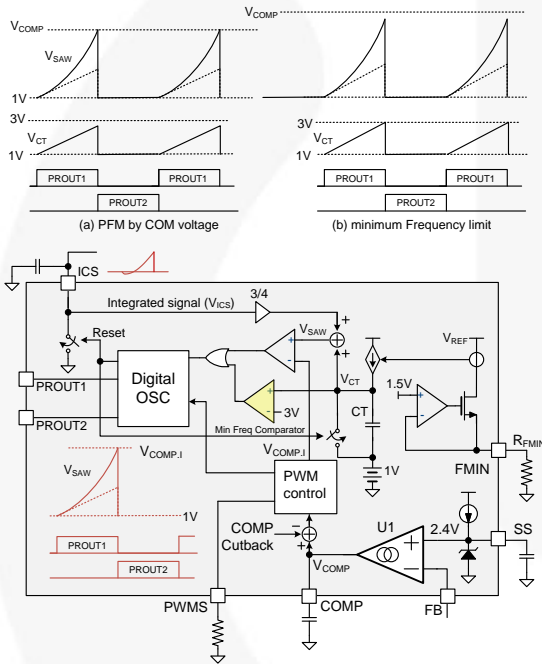 VCOMP
VSAW
1V
3V
VCT
1V
PROUT1
PROUT1
PROUT2
(a) PFM by COM voltage
VCOMP
3V
VCT
1V
PROUT1
PROUT1
PROUT2
(b) minimum Frequency limit
ICS
Integrated signal (VICS)
3/4
+
+
Reset
VSAW
+
-
VREF
PROUT1
Digital
OSC
VCT
+
-
3V
CT
1.5V
+
-
PROUT2
Min Freq Comparator
RFMIN
FMIN
VCOMP.I
VCOMP.I
VSAW
1V
PWM
control
1V
PROUT1
PROUT2
COMP
Cutback
−
+
U1
2.4V
SS
+
−
VCOMP
PWMS
COMP
FB